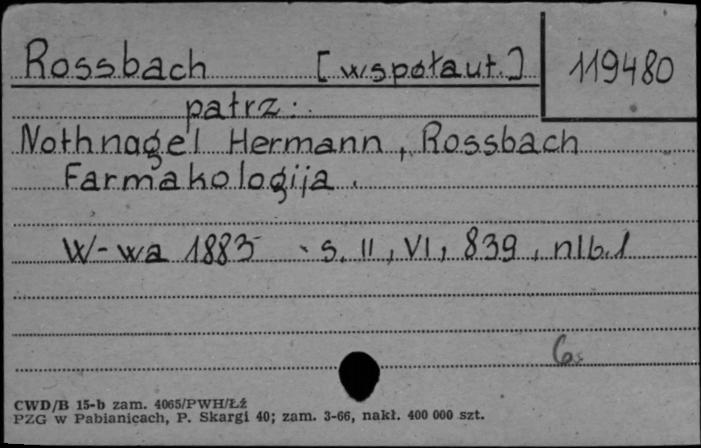 Rossbach [współaut.] 119480
patrz:
Nothnagel Hermann, Rossbach
Farmakologija.
W-wa 1883 s. II, VI, 839, nlb. 1
CWD/B 15-b zam. 4065/PWH/Łź
PZG w Pabianicach, P. Skargi 40; zam. 3-66, nakł. 400 000 szt.